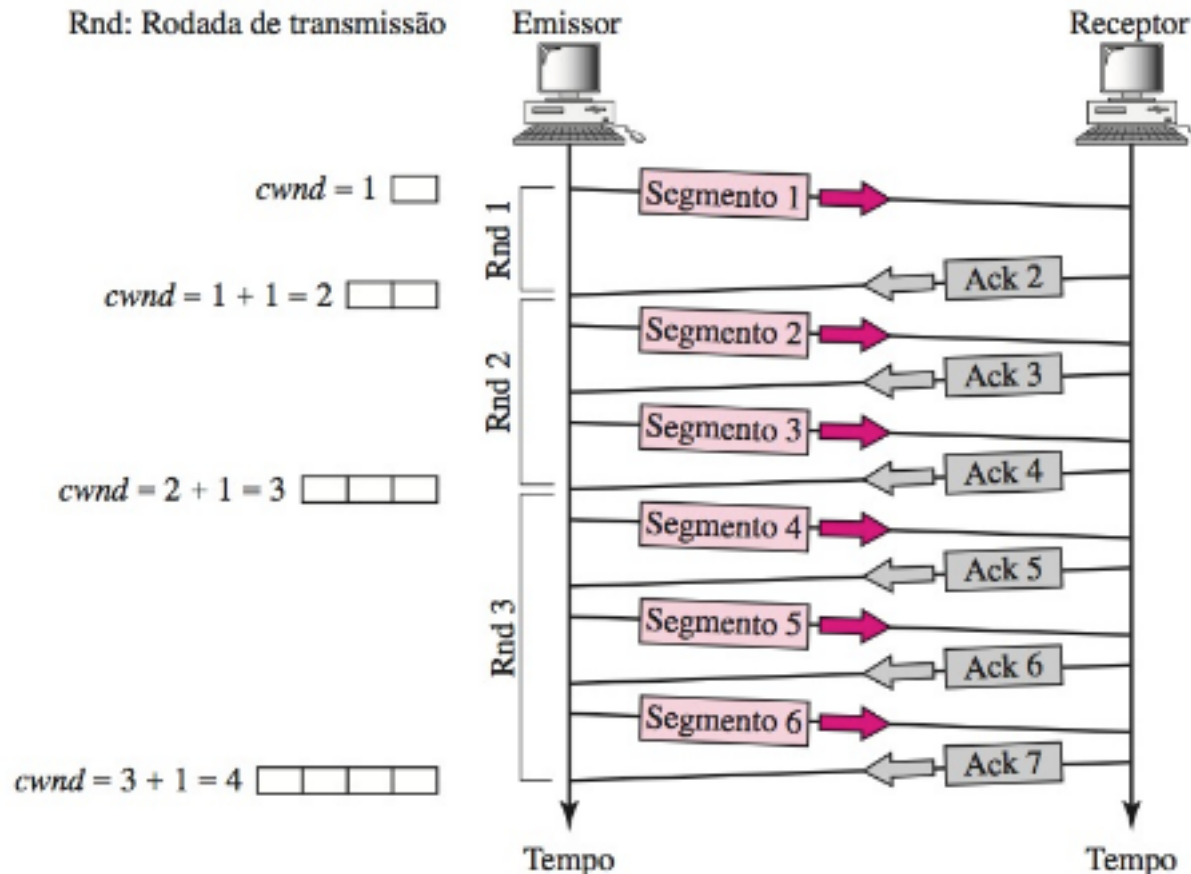 Rnd: Rodada de transmissão
Emissor
Receptor
cwnd = 1
Rnd 1
Segmento 1
Ack 2
cwnd = 1 + 1 = 2
Rnd 2
Segmento 2
Ack 3
Segmento 3
Ack 4
cwnd = 2 + 1 = 3
Rnd 3
Segmento 4
Ack 5
Segmento 5
Ack 6
Segmento 6
Ack 7
cwnd = 3 + 1 = 4
Tempo
Tempo